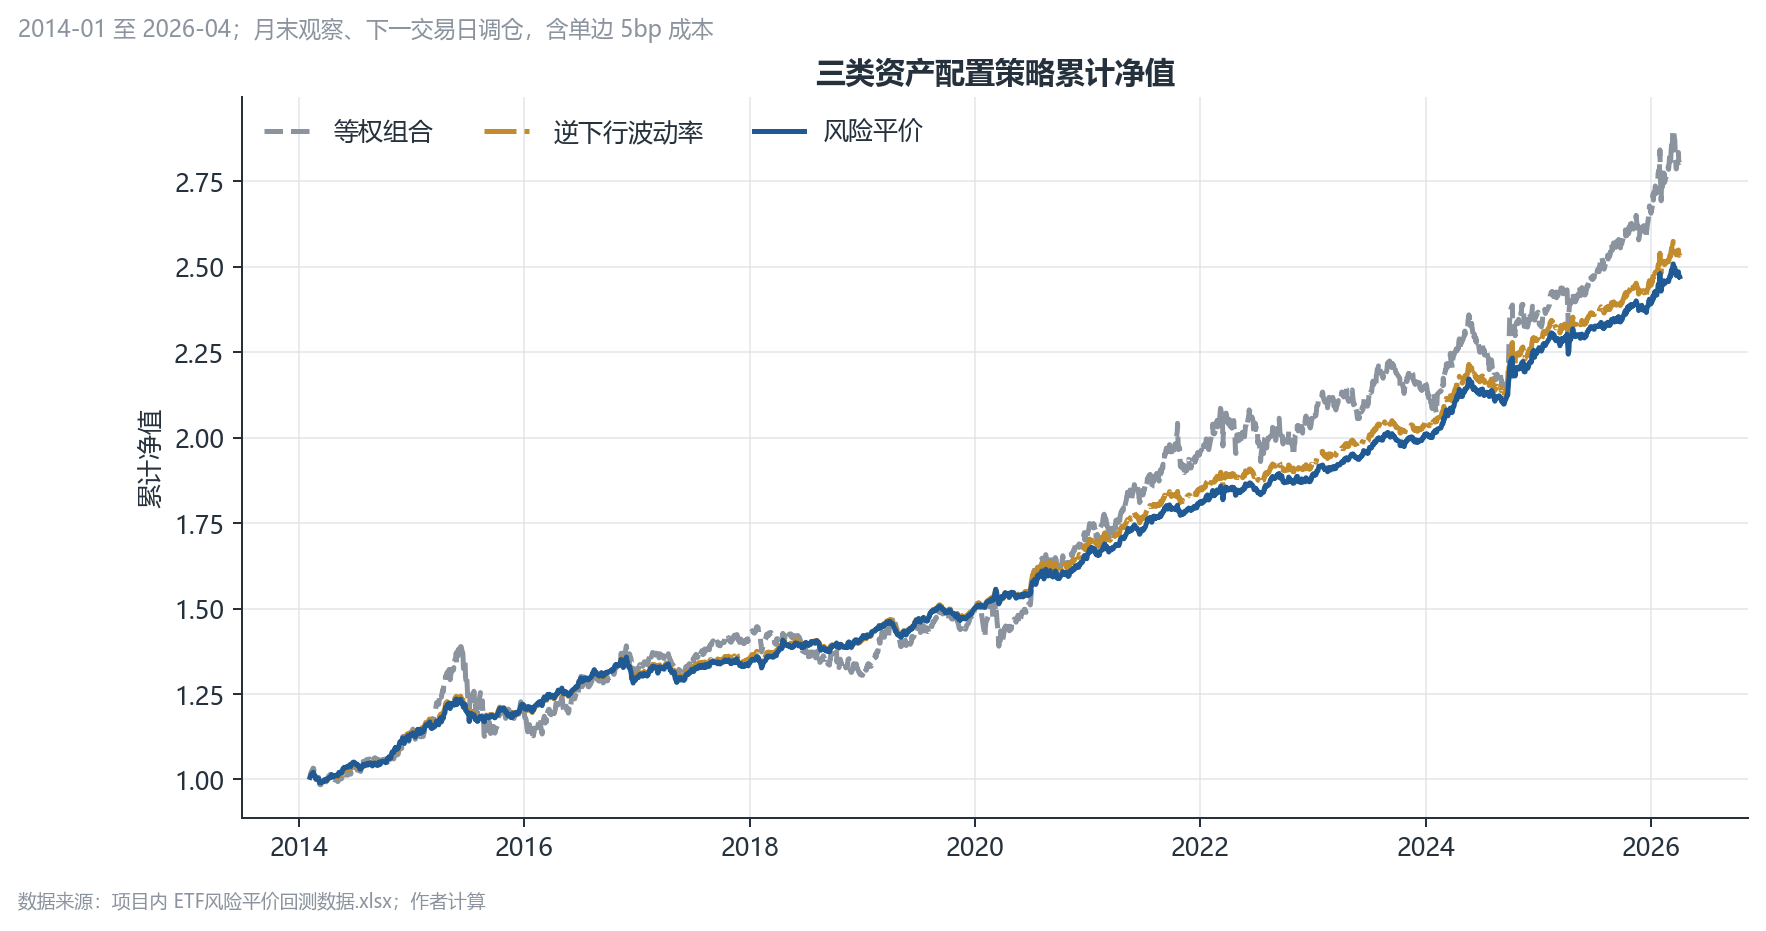 2014-01 至 2026-04；月末观察、下一交易日调仓，含单边 5bp 成本
三类资产配置策略累计净值
等权组合 逆下行波动率 风险平价
2.75
2.50
2.25
2.00
1.75
1.50
1.25
1.00
累计净值
2014 2016 2018 2020 2022 2024 2026
数据来源：项目内 ETF风险平价回测数据.xlsx；作者计算